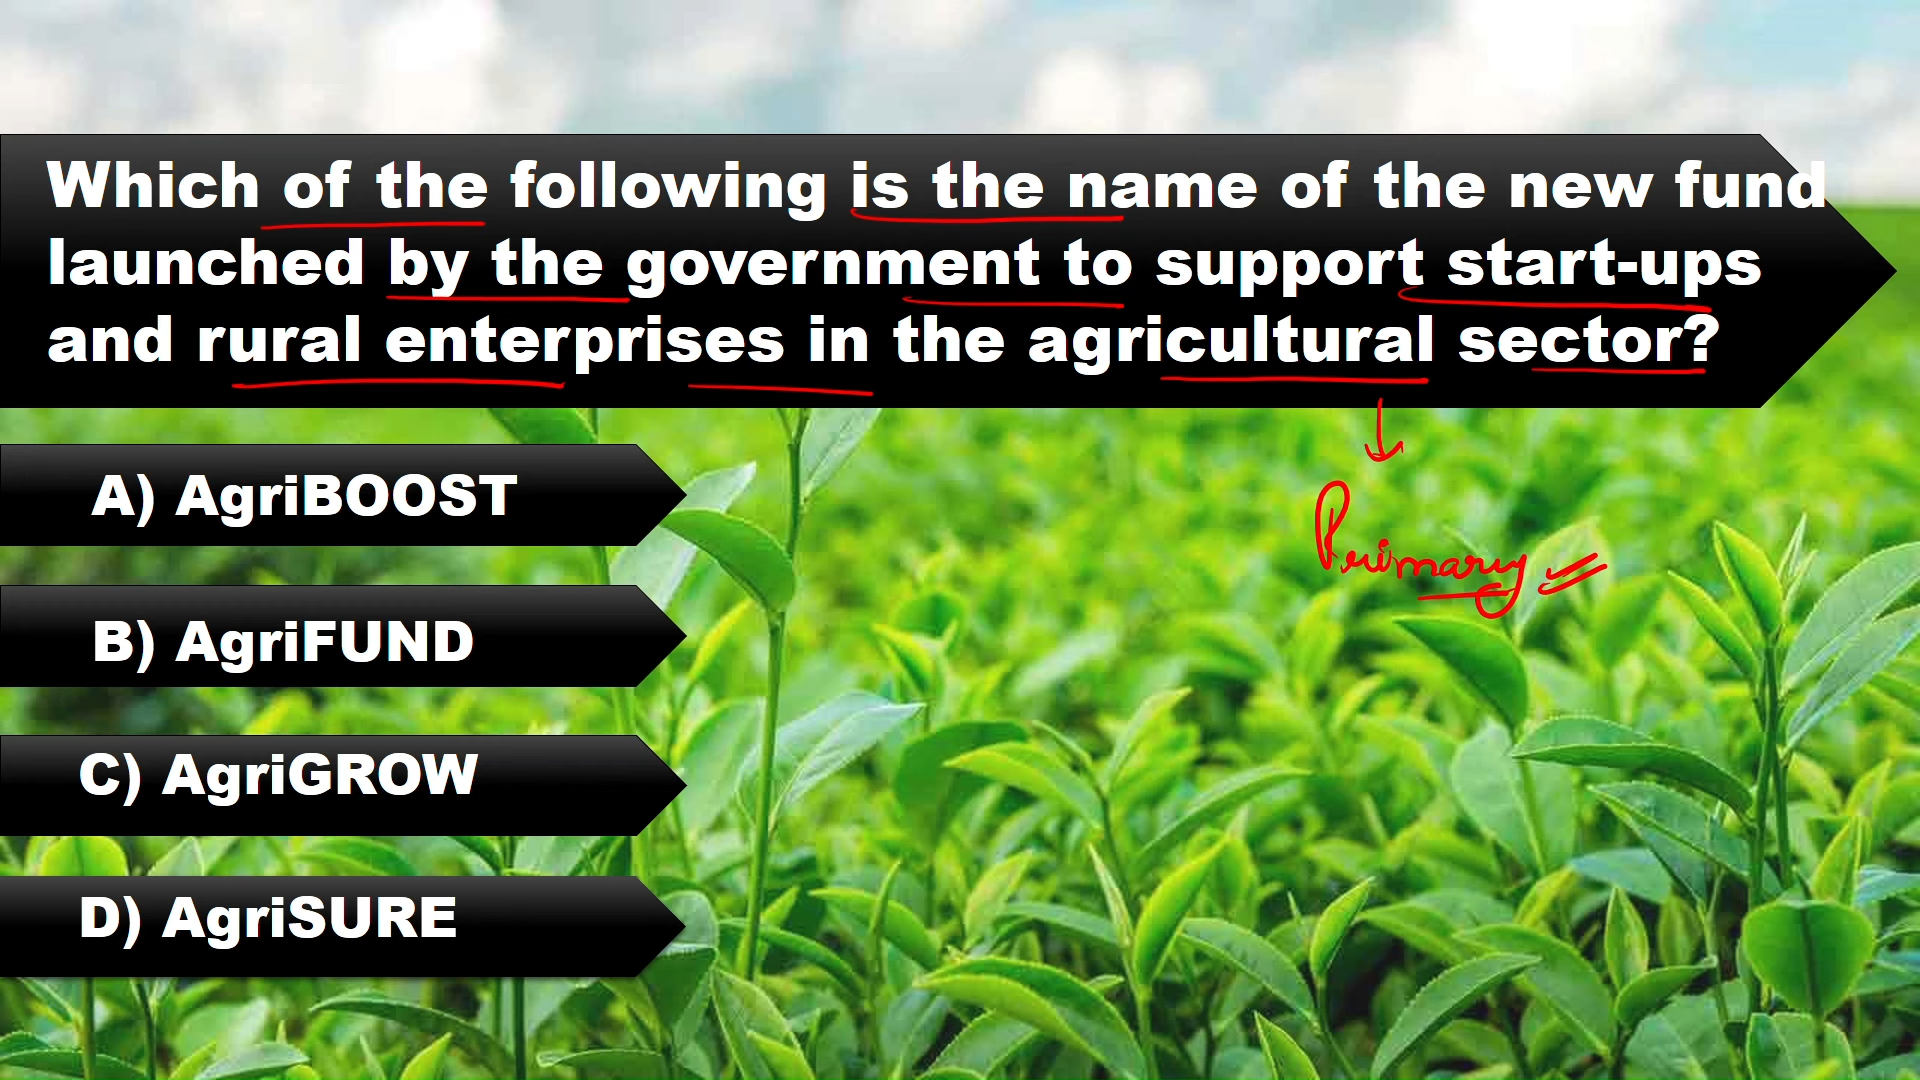 Which of the following is the name of the new fund
launched by the government to support start-ups
and rural enterprises in the agricultural sector?
Primary
A) AgriBOOST
B) AgriFUND
C) AgriGROW
D) AgriSURE